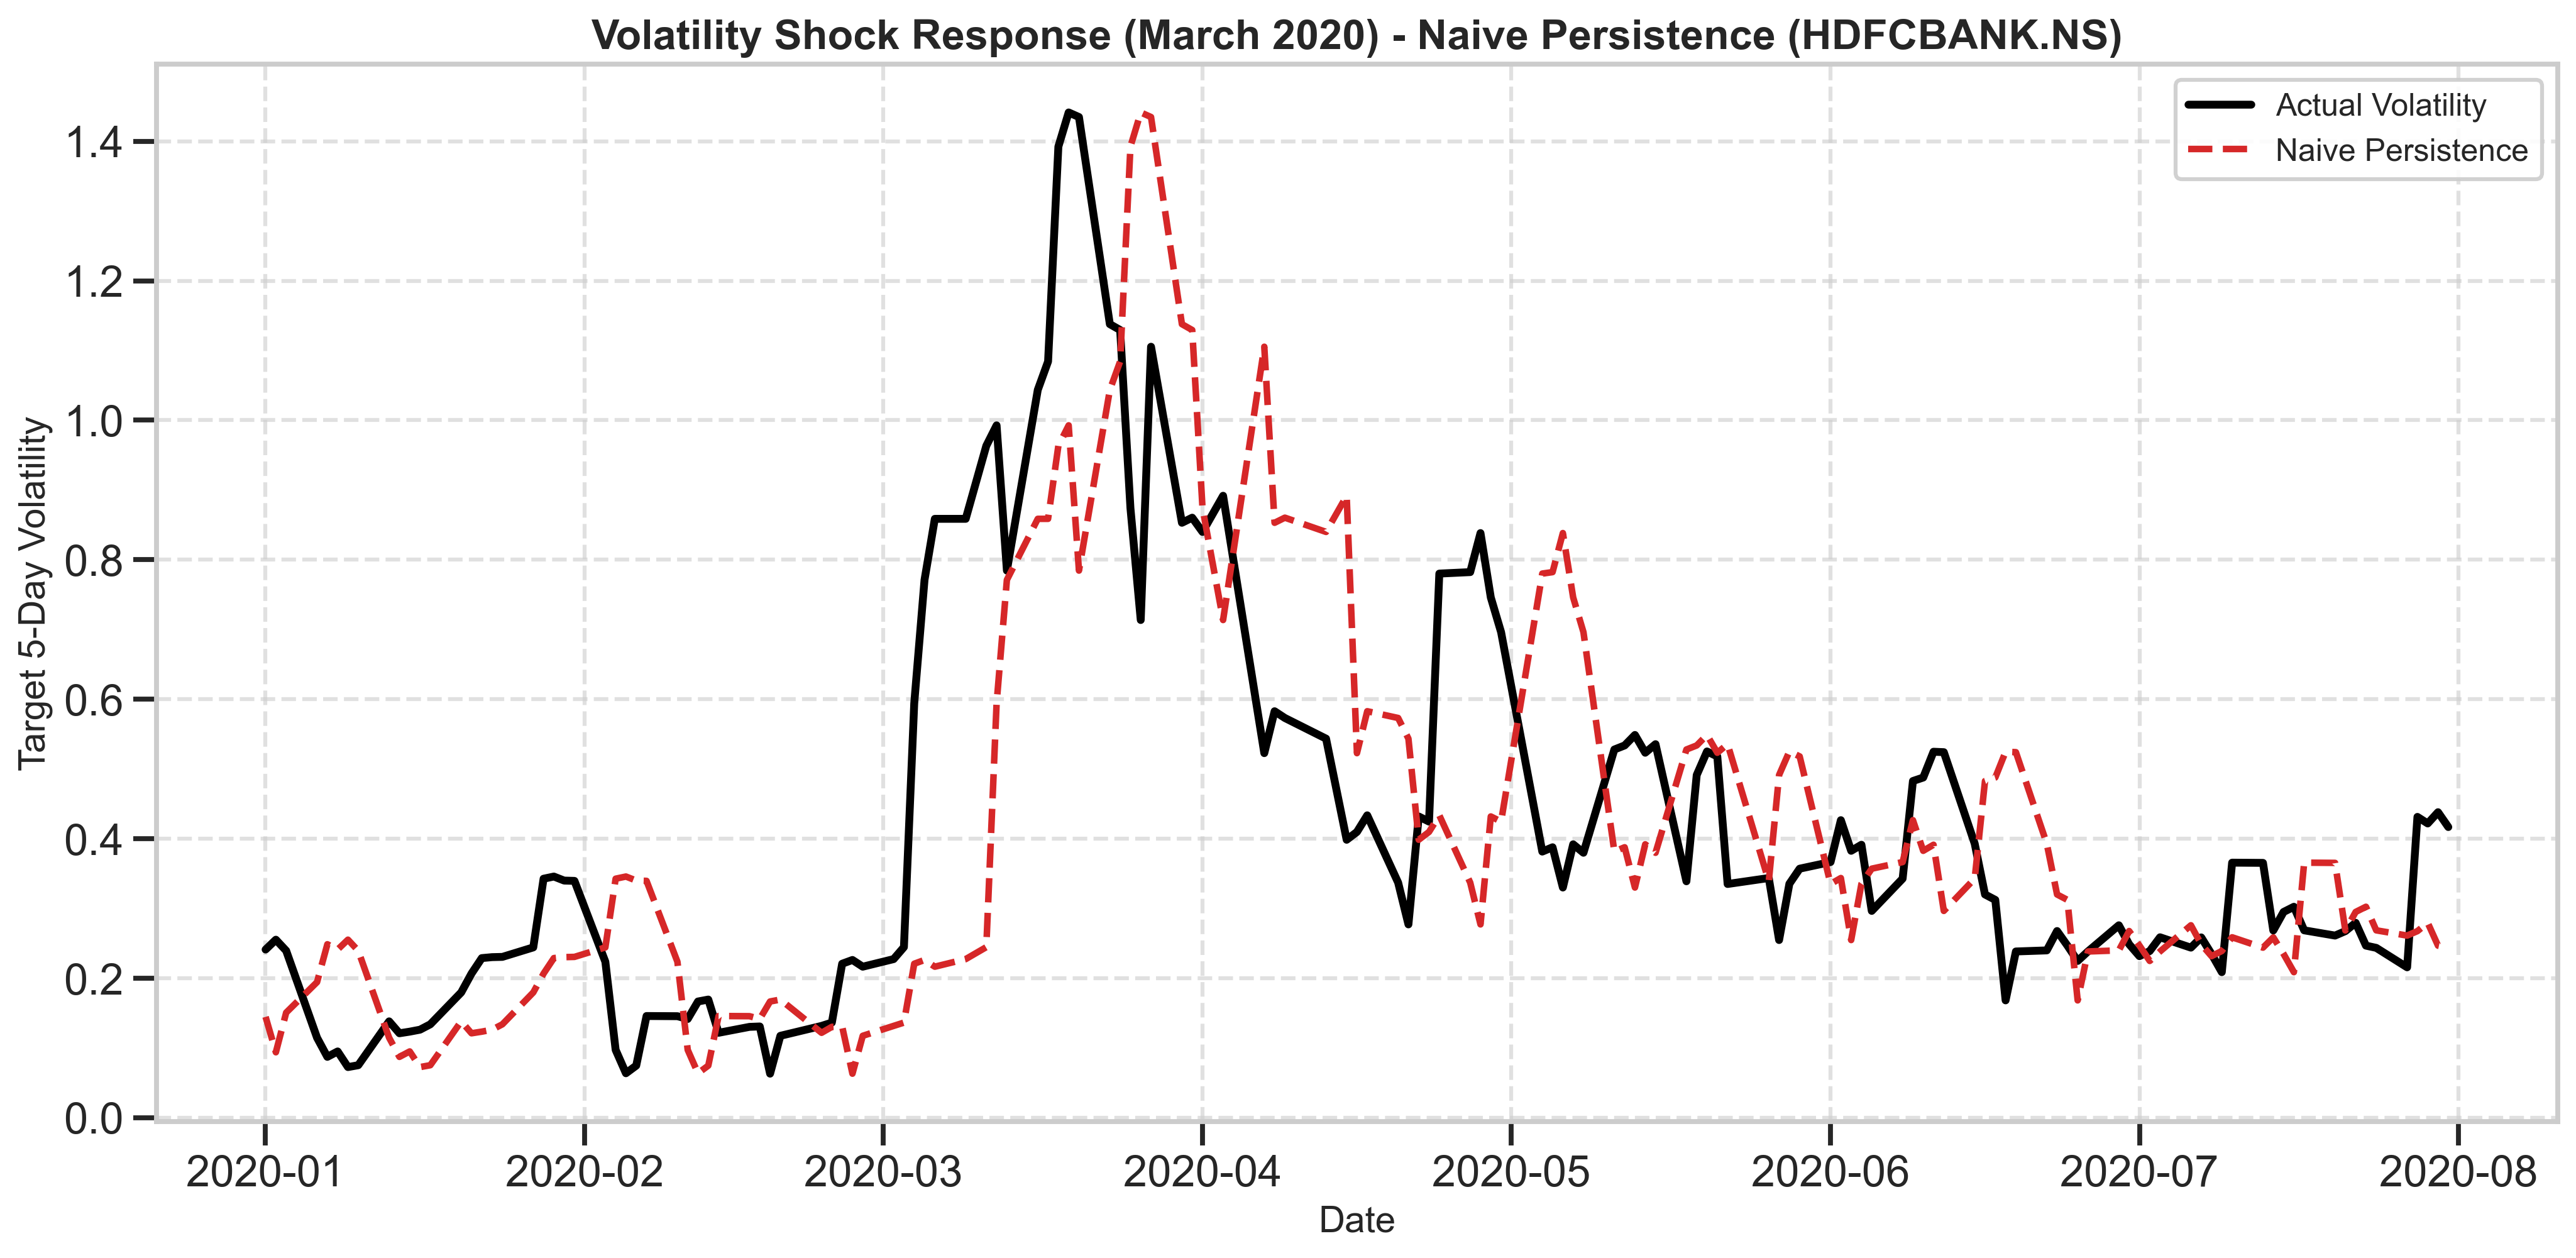 Volatility Shock Response (March 2020) - Naive Persistence (HDFCBANK.NS)
Actual Volatility
Naive Persistence
Target 5-Day Volatility
1.4
1.2
1.0
0.8
0.6
0.4
0.2
0.0
2020-01 2020-02 2020-03 2020-04 2020-05 2020-06 2020-07 2020-08
Date